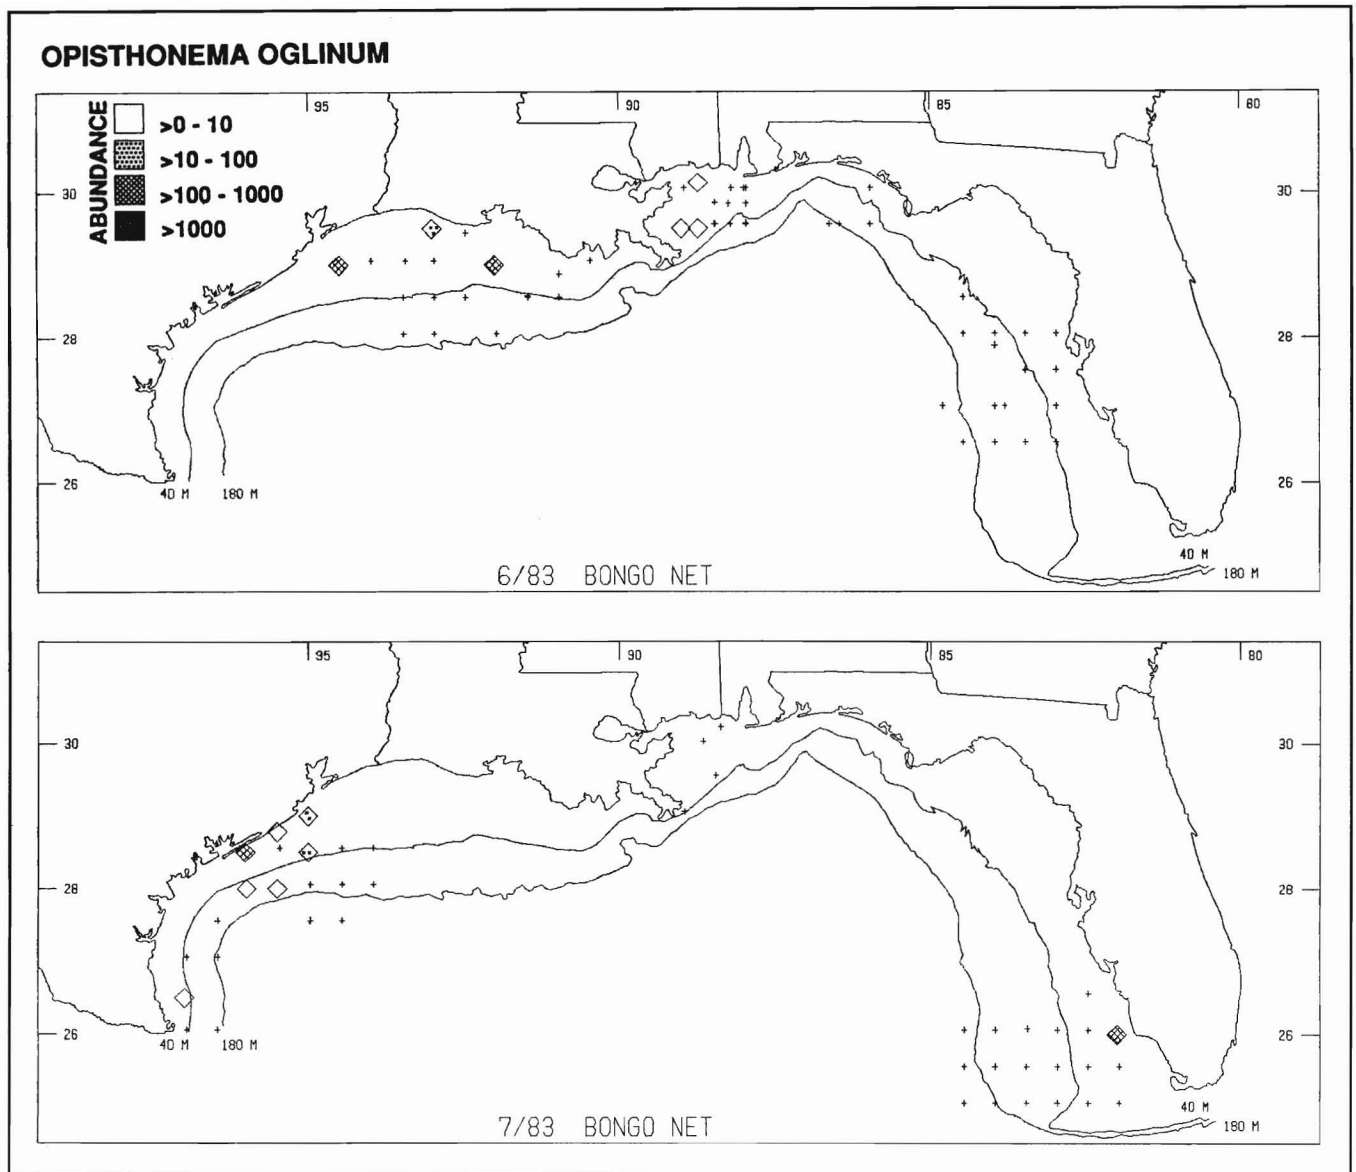 OPISTHONEMA OGLINUM
ABUNDANCE
>0 - 10
>10 - 100
>100 - 1000
>1000
95 90 85 80
30 30
28 28
26 26
40 M 180 M
40 M
180 M
6/83 BONGO NET
95 90 85 80
30 30
28 28
26 26
40 M 180 M
40 M
180 M
7/83 BONGO NET